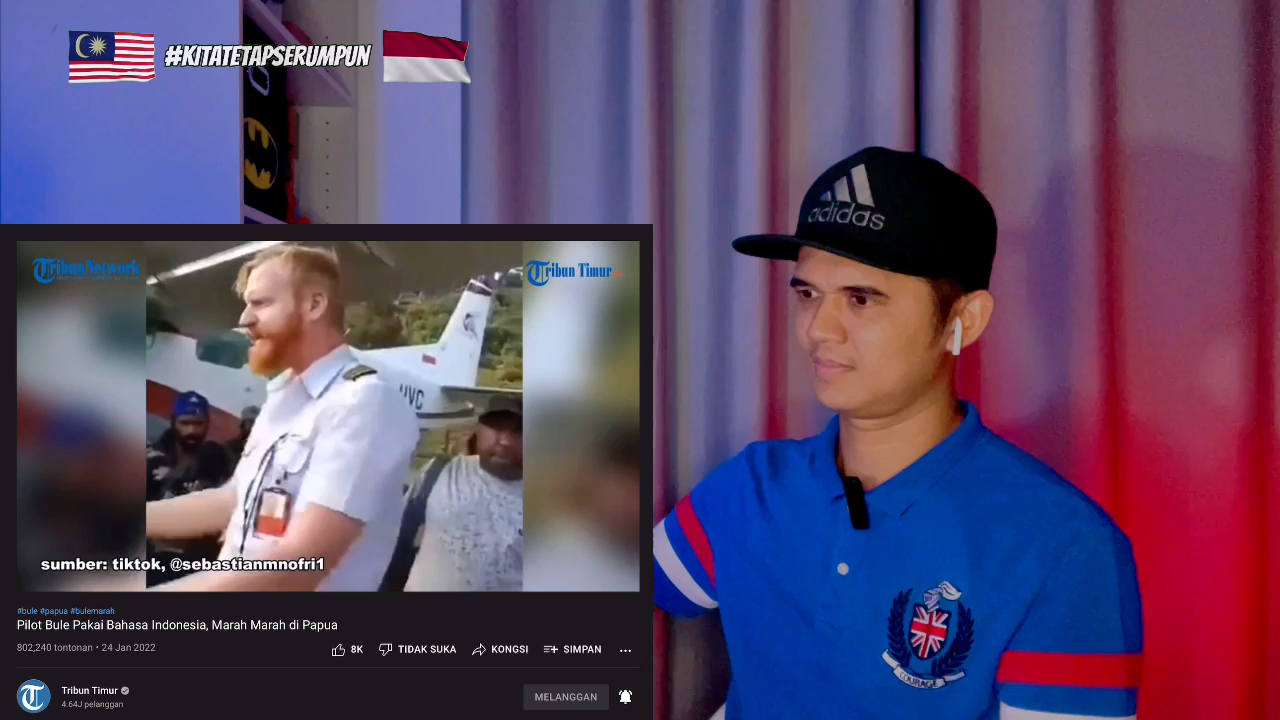 #KITATETAPSERUMPUN
adidas
TribunNetwork
Tribun Timur
UVC
sumber: tiktok, @sebastianmnofri1
#bule #papua #bulemarah
Pilot Bule Pakai Bahasa Indonesia, Marah Marah di Papua
802,240 tontonan • 24 Jan 2022
8K
TIDAK SUKA
KONGSI
SIMPAN
Tribun Timur
4.64J pelanggan
MELANGGAN
COURAGE